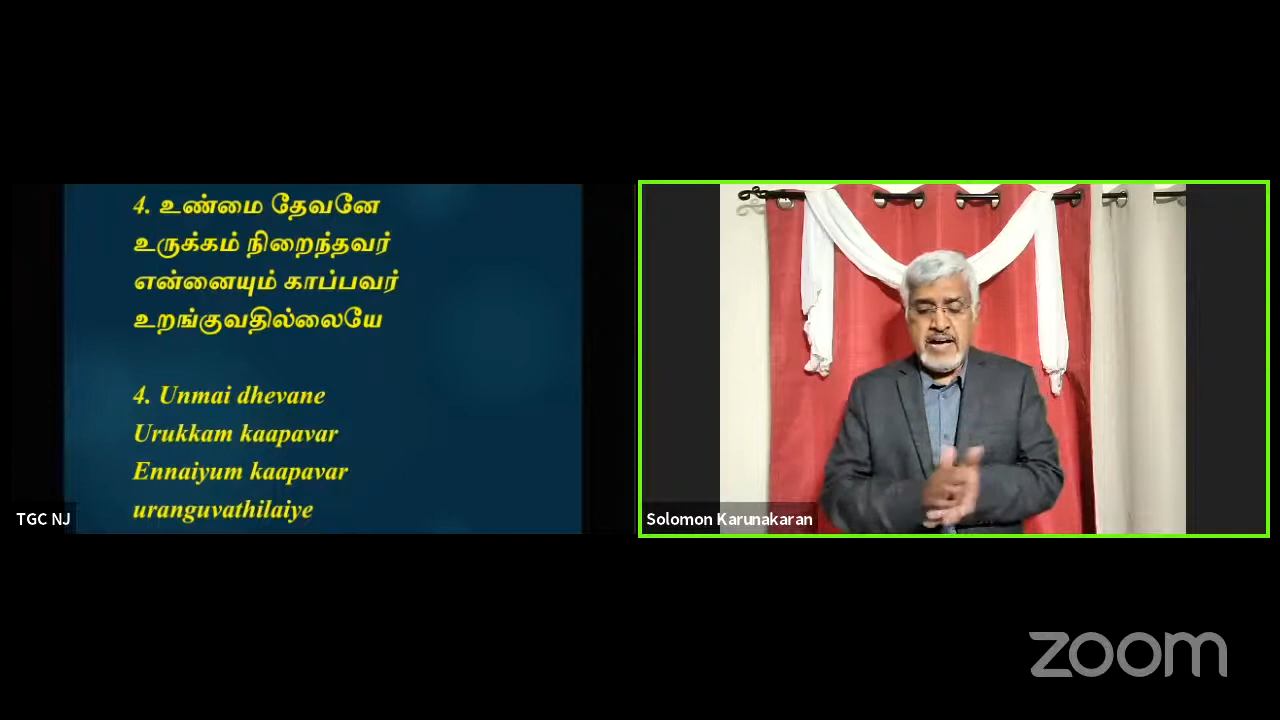 4. உண்மை தேவனே
உருக்கம் நிறைந்தவர்
என்னையும் காப்பவர்
உறங்குவதில்லையே
4. Unmai dhevane
Urukkam kaapavar
Ennaiyum kaapavar
uranguvathilaiye
TGC NJ
Solomon Karunakaran
zoom